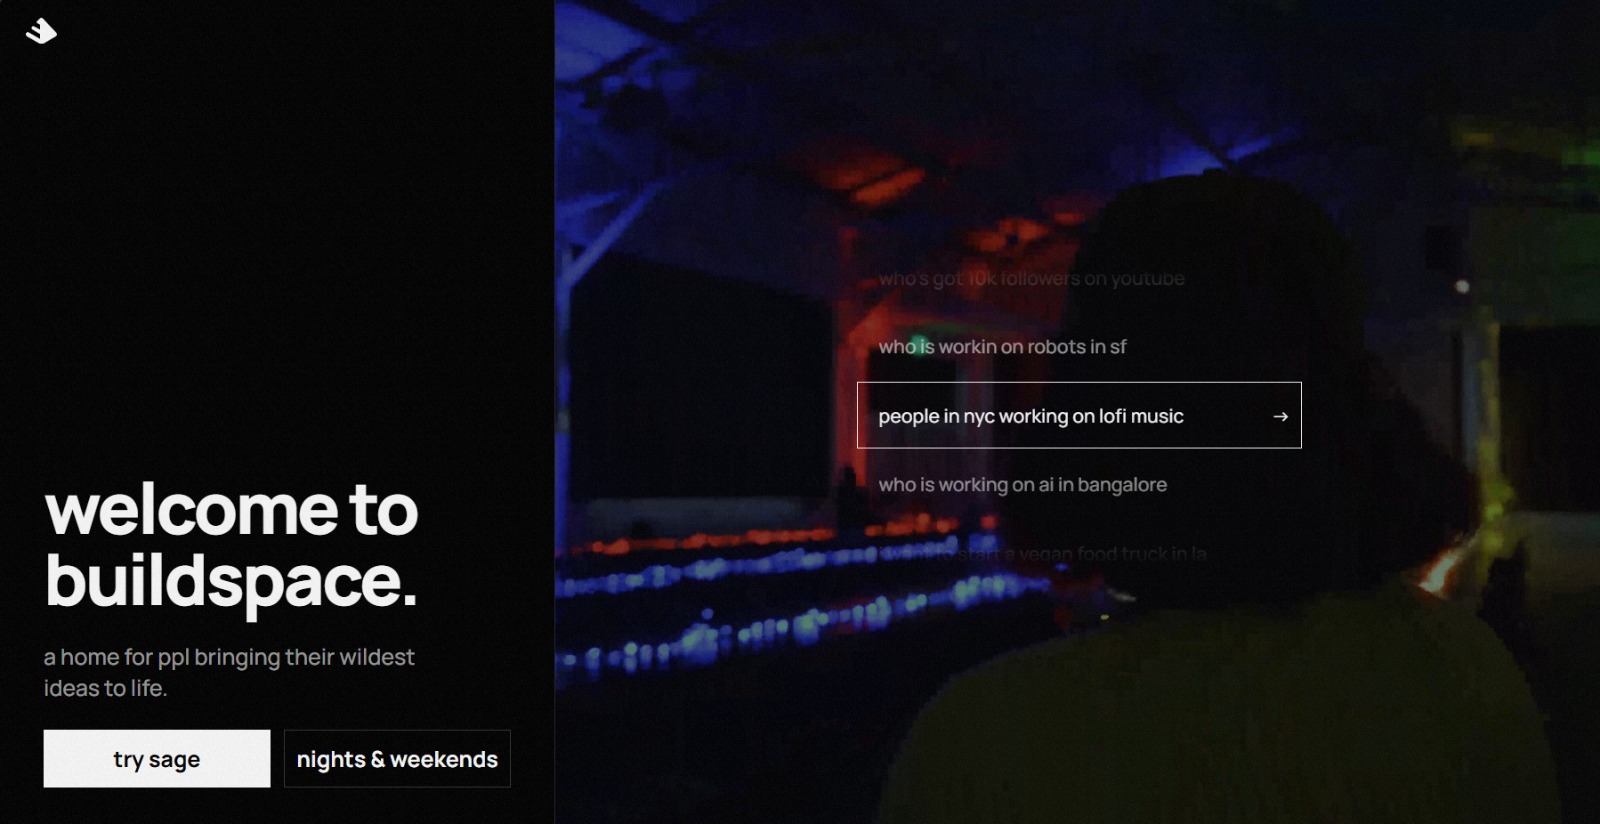 welcome to
buildspace.
a home for ppl bringing their wildest
ideas to life.
try sage
nights & weekends
who's got 10k followers on youtube
who is workin on robots in sf
people in nyc working on lofi music →
who is working on ai in bangalore
i want to start a vegan food truck in la